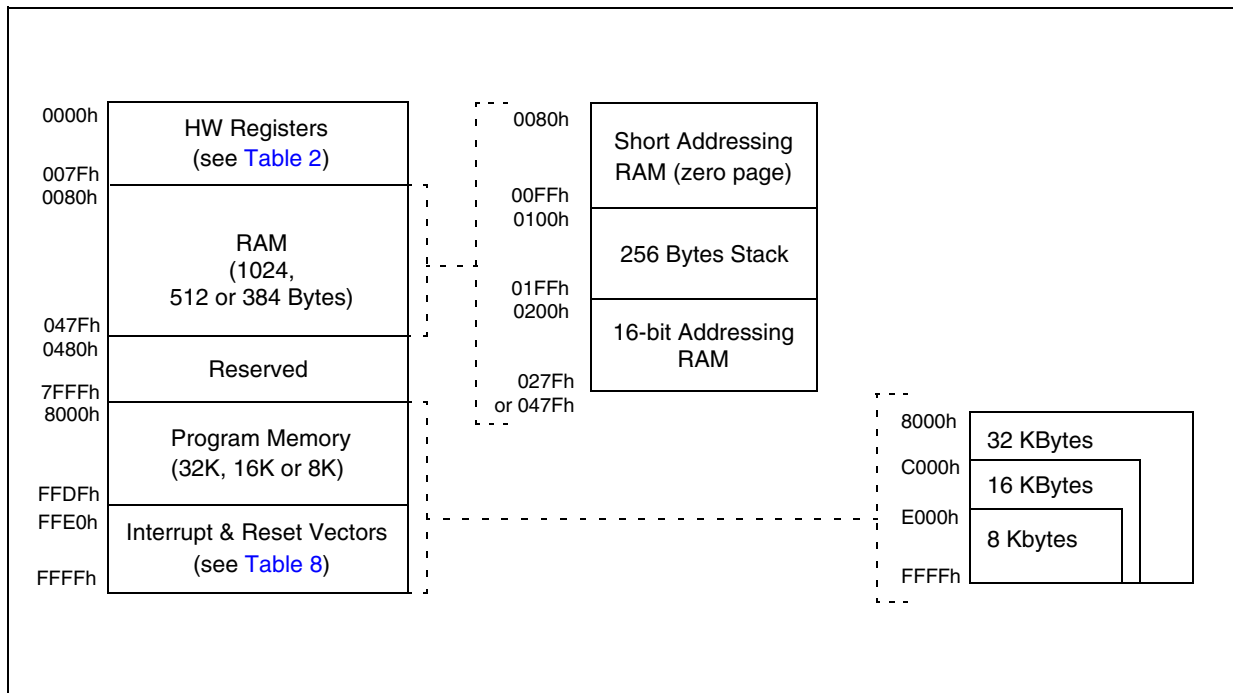 0000h
HW Registers
(see Table 2)
007Fh
0080h
RAM
(1024,
512 or 384 Bytes)
047Fh
0480h
Reserved
7FFFh
8000h
Program Memory
(32K, 16K or 8K)
FFDFh
FFE0h
Interrupt & Reset Vectors
(see Table 8)
FFFFh
0080h
Short Addressing
RAM (zero page)
00FFh
0100h
256 Bytes Stack
01FFh
0200h
16-bit Addressing
RAM
027Fh
or 047Fh
8000h
32 KBytes
C000h
16 KBytes
E000h
8 Kbytes
FFFFh